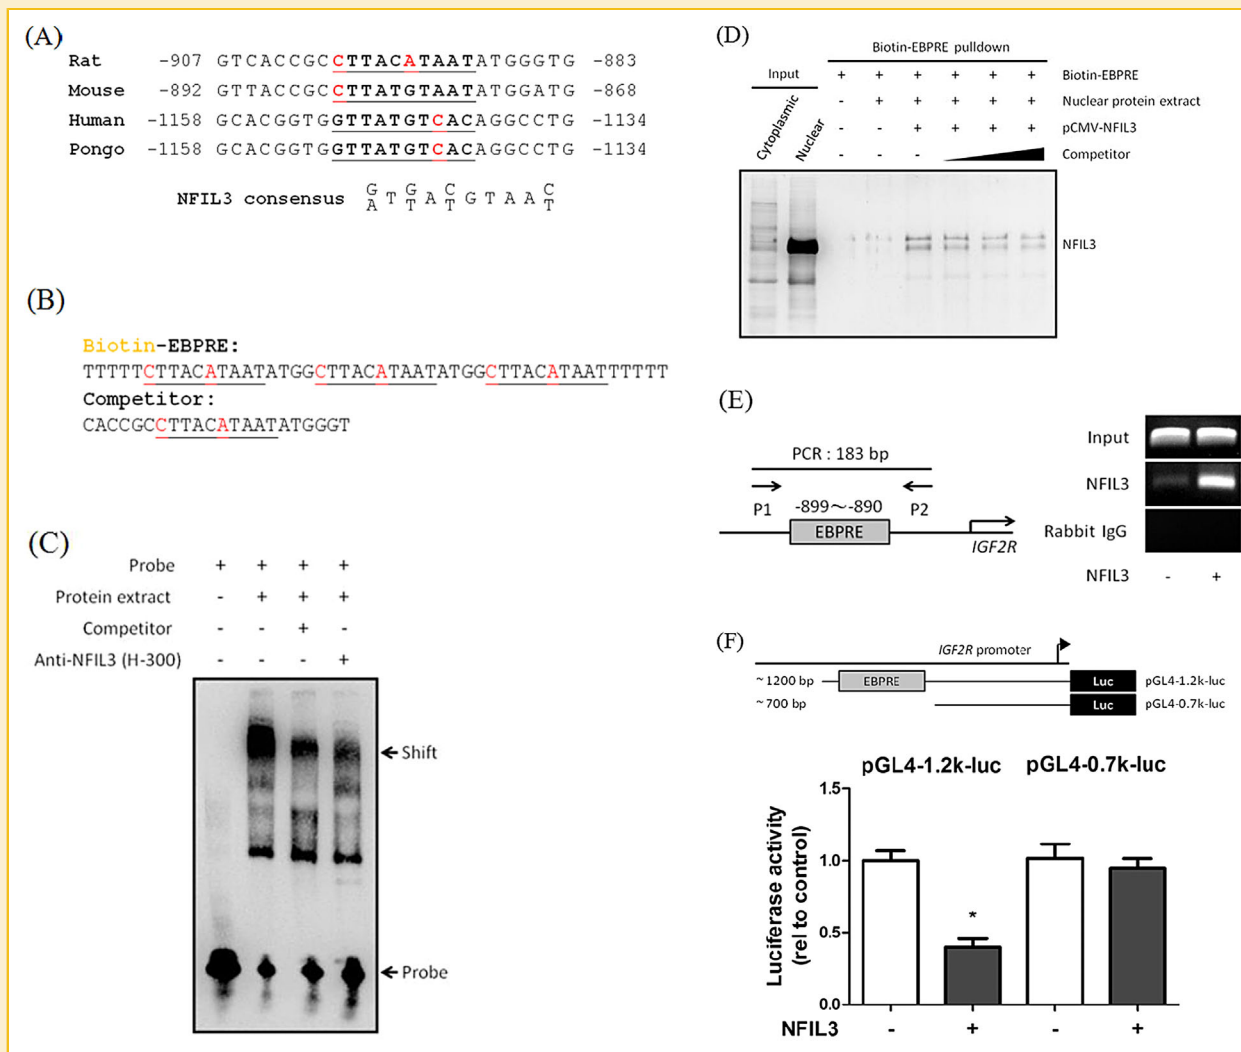 (A)
Rat -907 GTCACCGCCTTACATAATATGGGTG -883
Mouse -892 GTTACCGCCTTATGTAATATGGATG -868
Human -1158 GCACGGTGGTTATGTCACAGGCCTG -1134
Pongo -1158 GCACGGTGGTTATGTCACAGGCCTG -1134
G G C C
NFIL3 consensus T A G T A A
A T T T
(B)
Biotin-EBPRE:
TTTTTCTTACATAATATGGCTTACATAATATGGCTTACATAATTTTTT
Competitor:
CACCGCCTTACATAATATGGGT
(C)
Probe + + + +
Protein extract - + + +
Competitor - - + -
Anti-NFIL3 (H-300) - - - +
Shift
Probe
(D)
Biotin-EBPRE pulldown
Input
Cytoplasmic
Nuclear
+ + + + + + Biotin-EBPRE
- + + + + + Nuclear protein extract
- - + + + + pCMV-NFIL3
- - - Competitor
NFIL3
(E)
PCR : 183 bp
P1 -899~-890 P2
EBPRE
IGF2R
Input
NFIL3
Rabbit IgG
NFIL3 - +
(F)
IGF2R promoter
~1200 bp EBPRE Luc pGL4-1.2k-luc
~700 bp Luc pGL4-0.7k-luc
pGL4-1.2k-luc pGL4-0.7k-luc
Luciferase activity
(rel to control)
1.5
1.0
0.5
0.0
*
NFIL3 - + - +